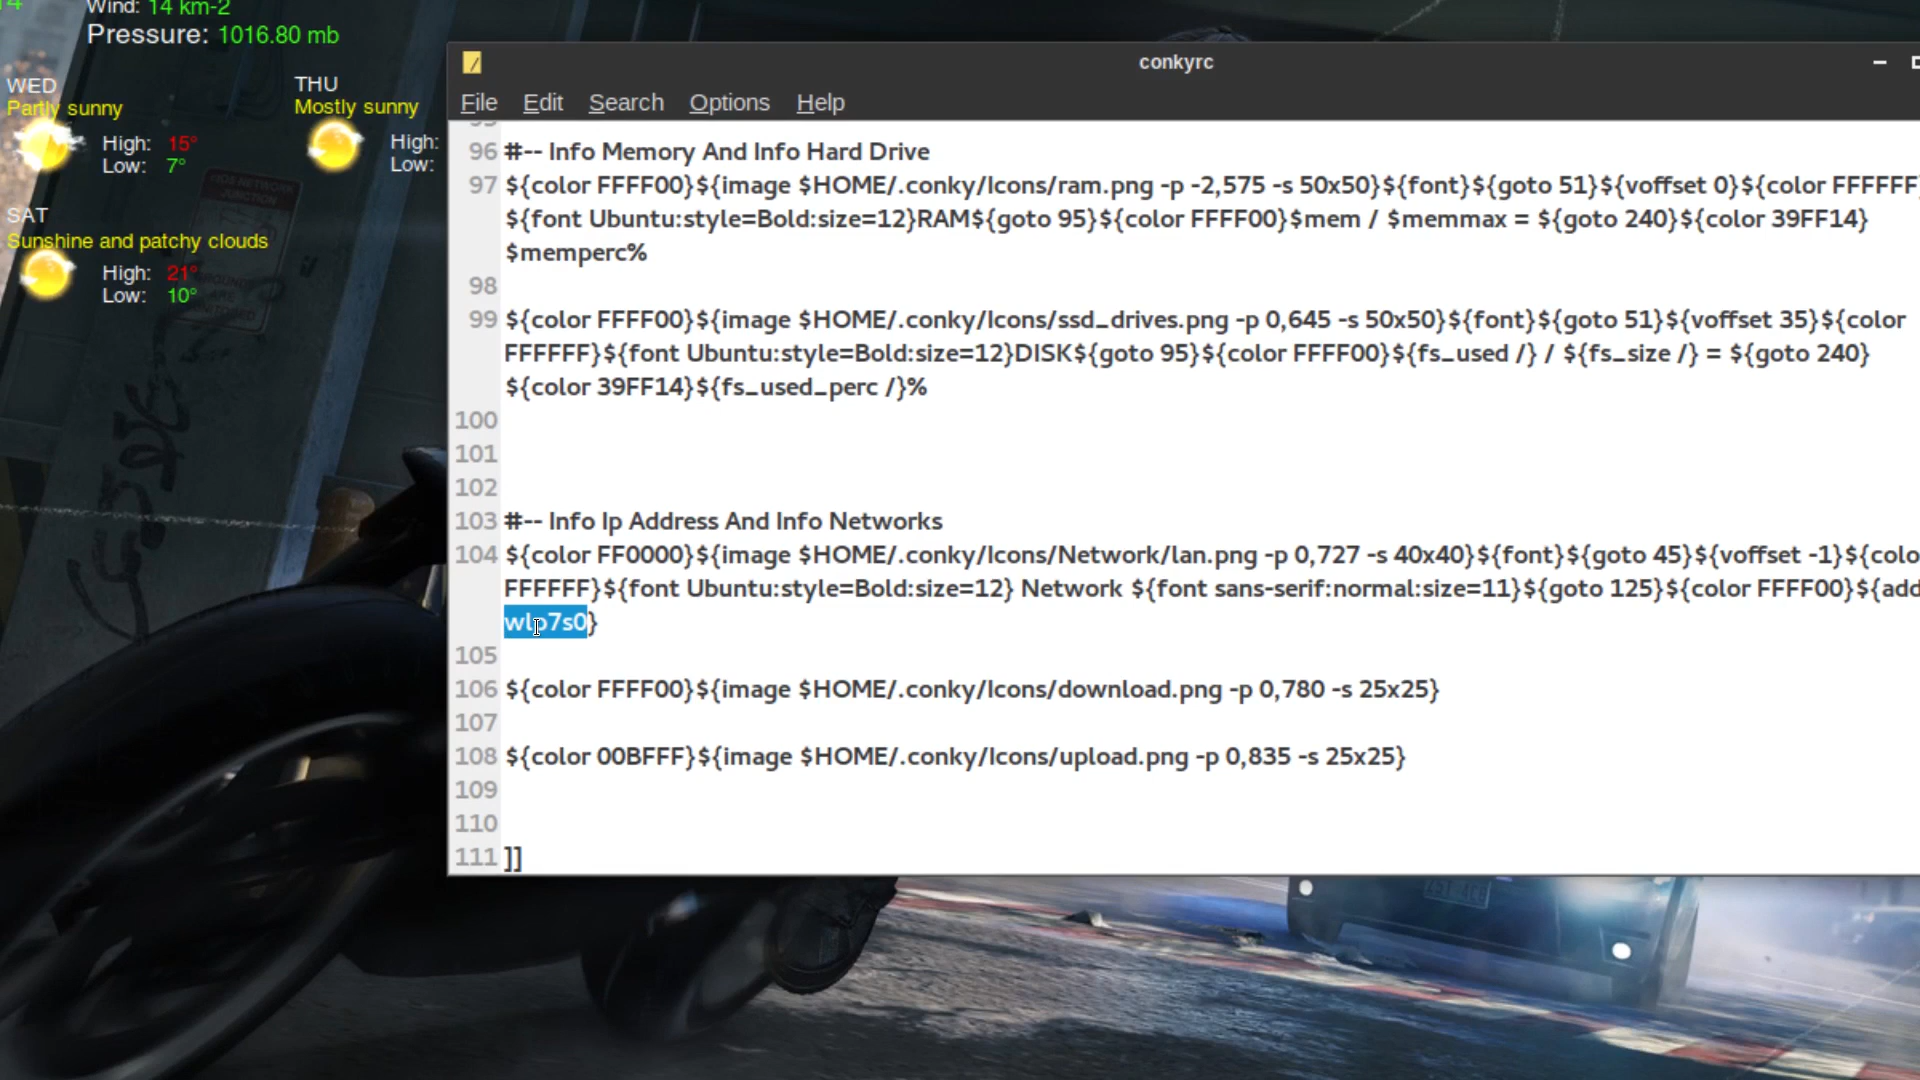 Wind: 14 km-2
Pressure: 1016.80 mb
WED
Partly sunny
High: 15°
Low: 7°
THU
Mostly sunny
High:
Low:
SAT
Sunshine and patchy clouds
High: 21°
Low: 10°
conkyrc
File Edit Search Options Help
96 #-- Info Memory And Info Hard Drive
97 ${color FFFF00}${image $HOME/.conky/Icons/ram.png -p -2,575 -s 50x50}${font}${goto 51}${voffset 0}${color FFFFFF}
${font Ubuntu:style=Bold:size=12}RAM${goto 95}${color FFFF00}$mem / $memmax = ${goto 240}${color 39FF14}
$memperc%
98
99 ${color FFFF00}${image $HOME/.conky/Icons/ssd_drives.png -p 0,645 -s 50x50}${font}${goto 51}${voffset 35}${color
FFFFFF}${font Ubuntu:style=Bold:size=12}DISK${goto 95}${color FFFF00}${fs_used /} / ${fs_size /} = ${goto 240}
${color 39FF14}${fs_used_perc /}%
100
101
102
103 #-- Info Ip Address And Info Networks
104 ${color FF0000}${image $HOME/.conky/Icons/Network/lan.png -p 0,727 -s 40x40}${font}${goto 45}${voffset -1}${colo
FFFFFF}${font Ubuntu:style=Bold:size=12} Network ${font sans-serif:normal:size=11}${goto 125}${color FFFF00}${add
wlp7s0}
105
106 ${color FFFF00}${image $HOME/.conky/Icons/download.png -p 0,780 -s 25x25}
107
108 ${color 00BFFF}${image $HOME/.conky/Icons/upload.png -p 0,835 -s 25x25}
109
110
111 ]]